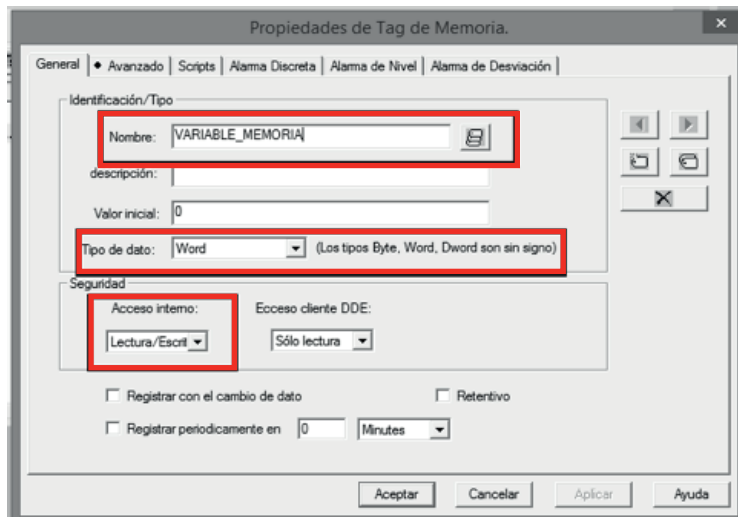 Propiedades de Tag de Memoria.
General Avanzado Scripts Alarma Discreta Alarma de Nivel Alarma de Desviación
Identificación/Tipo
Nombre: VARIABLE_MEMORIA
descripción:
Valor inicial: 0
Tipo de dato: Word (Los tipos Byte, Word, Dword son sin signo)
Seguridad
Acceso interno: Ecceso cliente DDE:
Lectura/Escrit Sólo lectura
Registrar con el cambio de dato Retentivo
Registrar periodicamente en 0 Minutes
Aceptar Cancelar Aplicar Ayuda